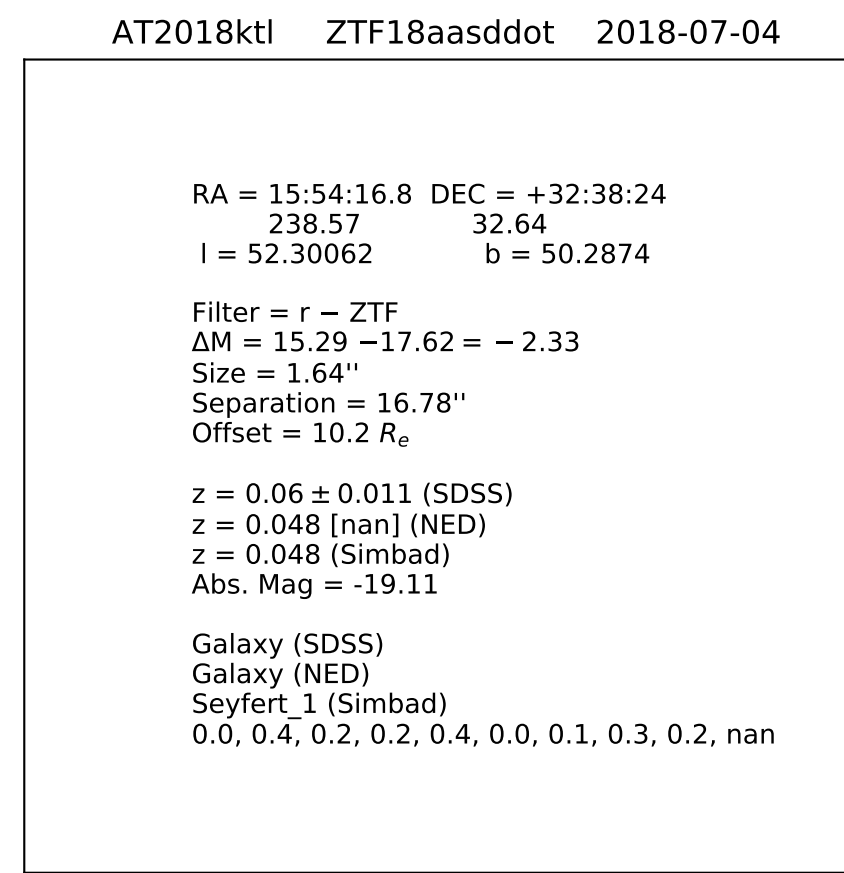 AT2018ktl ZTF18aasddot 2018-07-04
RA = 15:54:16.8 DEC = +32:38:24
238.57 32.64
l = 52.30062 b = 50.2874
Filter = r − ZTF
ΔM = 15.29 −17.62 = − 2.33
Size = 1.64''
Separation = 16.78''
Offset = 10.2 Rₑ
z = 0.06 ± 0.011 (SDSS)
z = 0.048 [nan] (NED)
z = 0.048 (Simbad)
Abs. Mag = -19.11
Galaxy (SDSS)
Galaxy (NED)
Seyfert_1 (Simbad)
0.0, 0.4, 0.2, 0.2, 0.4, 0.0, 0.1, 0.3, 0.2, nan